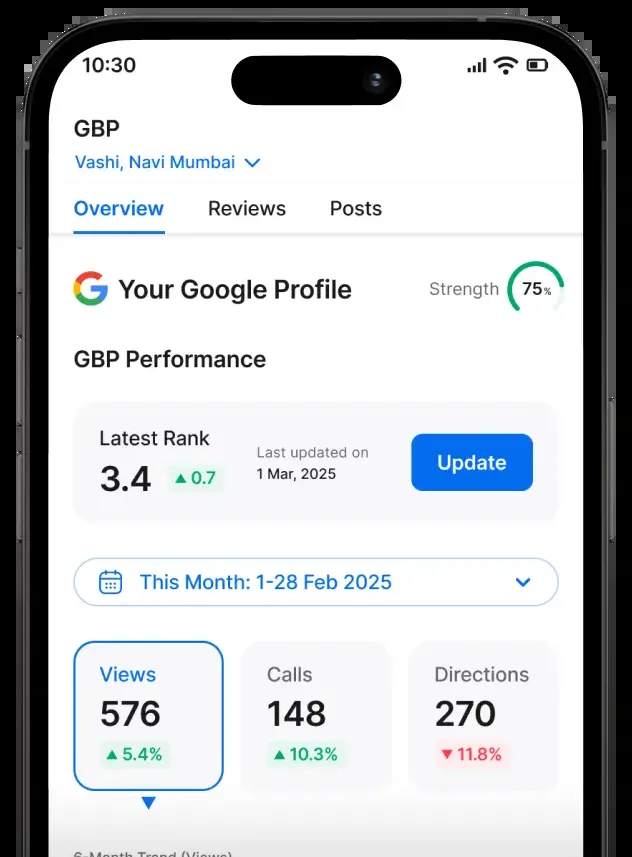 10:30
GBP
Vashi, Navi Mumbai
Overview Reviews Posts
Your Google Profile
Strength 75%
GBP Performance
Latest Rank
3.4 ▲ 0.7
Last updated on
1 Mar, 2025
Update
This Month: 1-28 Feb 2025
Views
576
▲ 5.4%
Calls
148
▲ 10.3%
Directions
270
▼ 11.8%
6-Month Trend (Views)